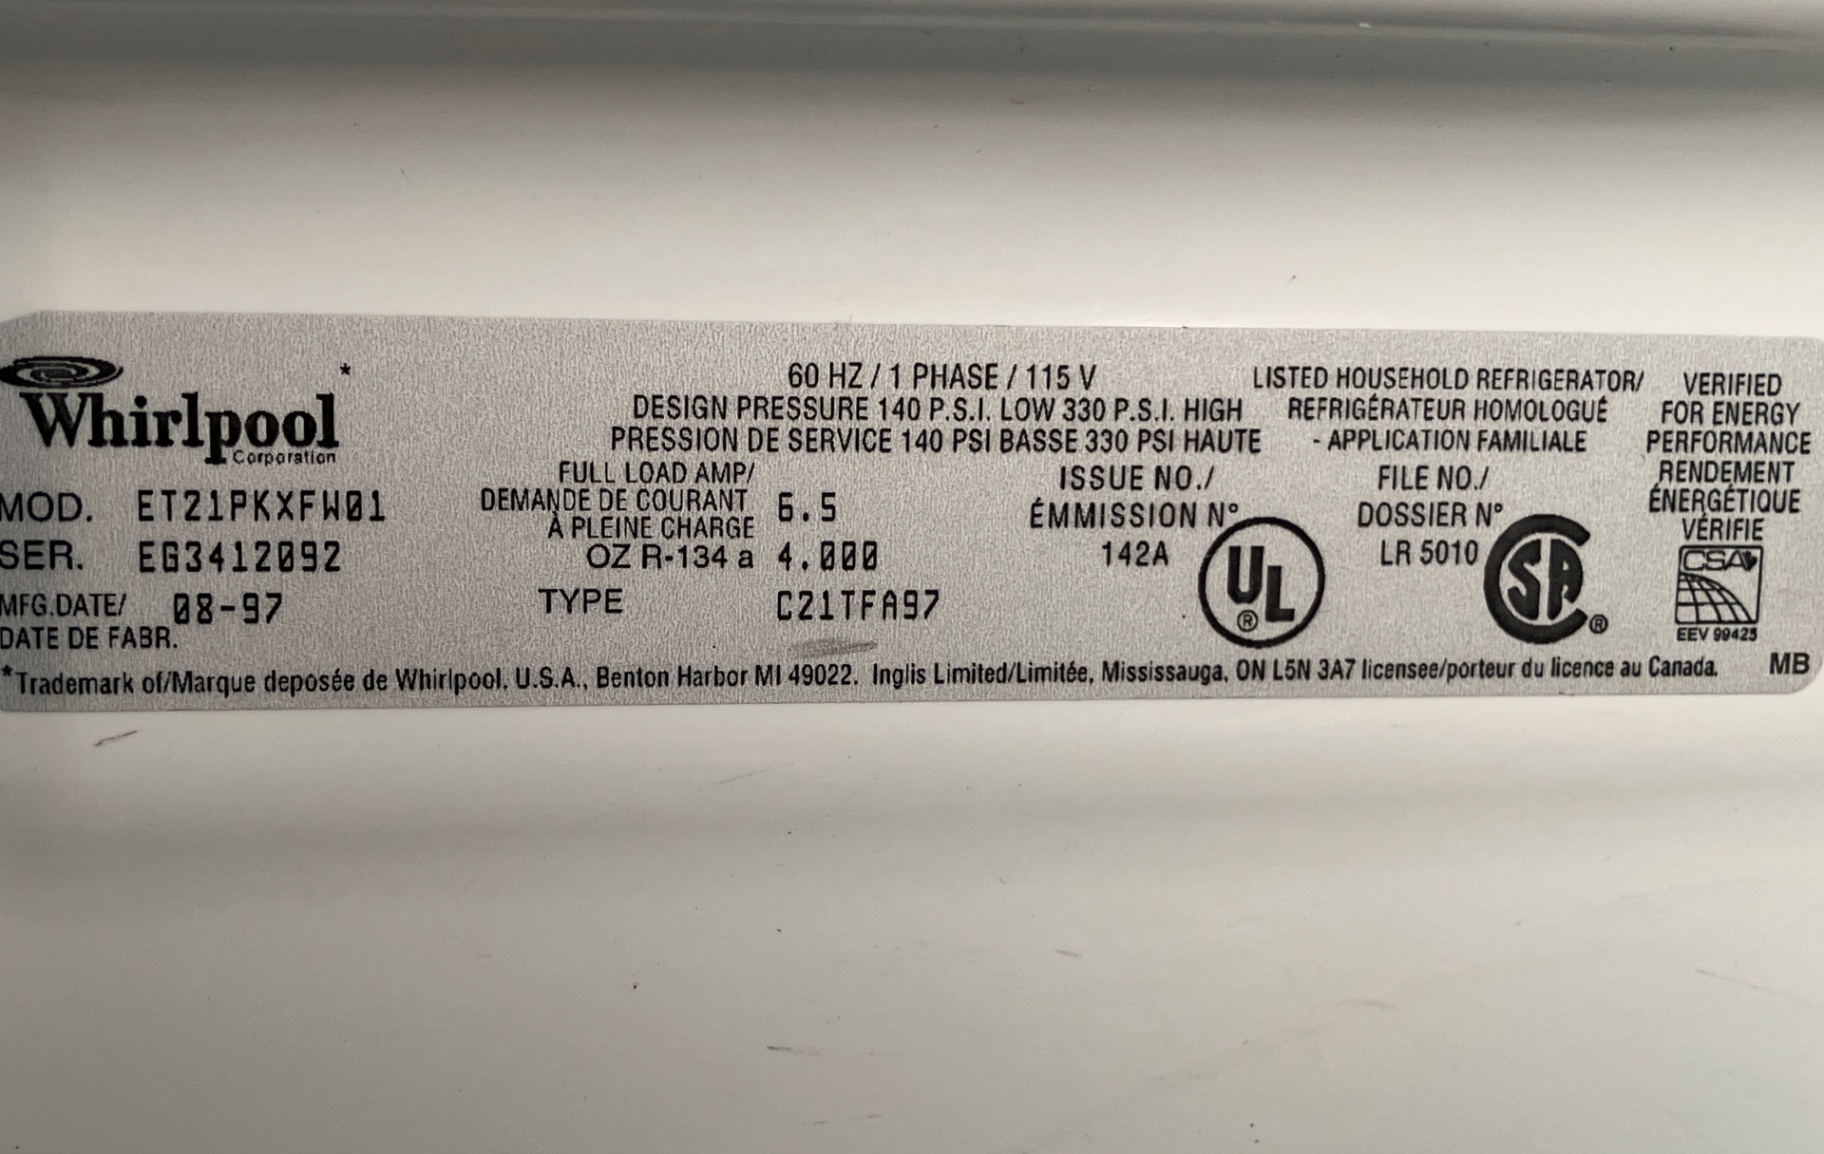 Whirlpool *
Corporation
MOD. ET21PKXFW01
SER. EG3412092
MFG.DATE/ 08-97
DATE DE FABR.
60 HZ / 1 PHASE / 115 V
DESIGN PRESSURE 140 P.S.I. LOW 330 P.S.I. HIGH
PRESSION DE SERVICE 140 PSI BASSE 330 PSI HAUTE
FULL LOAD AMP/
DEMANDE DE COURANT 6.5
À PLEINE CHARGE
OZ R-134 a 4.000
TYPE C21TFA97
ISSUE NO./
ÉMMISSION N°
142A
UL
®
LISTED HOUSEHOLD REFRIGERATOR/
REFRIGÉRATEUR HOMOLOGUÉ
- APPLICATION FAMILIALE
FILE NO./
DOSSIER N°
LR 5010
SA ®
VERIFIED
FOR ENERGY
PERFORMANCE
RENDEMENT
ÉNERGÉTIQUE
VÉRIFIE
CSA
EEV 99425
*Trademark of/Marque deposée de Whirlpool, U.S.A., Benton Harbor MI 49022. Inglis Limited/Limitée, Mississauga, ON L5N 3A7 licensee/porteur du licence au Canada. MB